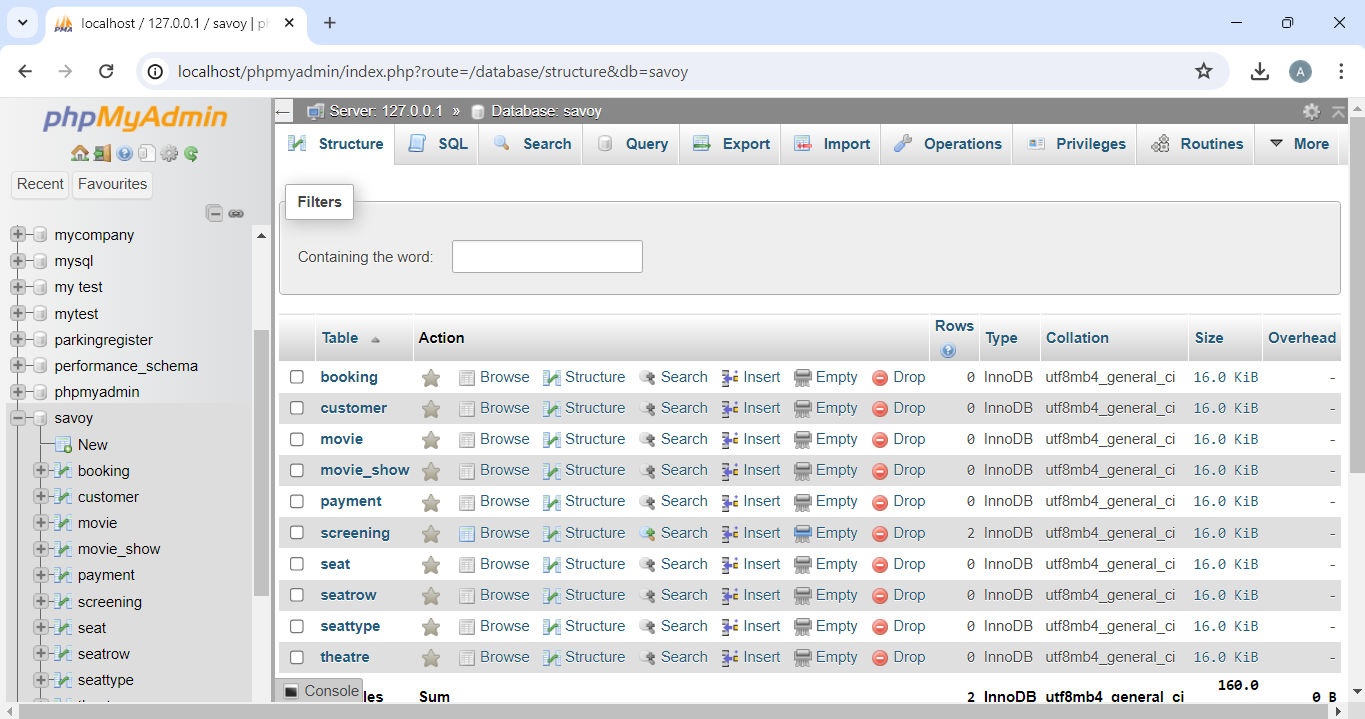 localhost / 127.0.0.1 / savoy | ph
localhost/phpmyadmin/index.php?route=/database/structure&db=savoy
A
phpMyAdmin
Recent Favourites
mycompany
mysql
my test
mytest
parkingregister
performance_schema
phpmyadmin
savoy
New
booking
customer
movie
movie_show
payment
screening
seat
seatrow
seattype
Server: 127.0.0.1 » Database: savoy
Structure SQL Search Query Export Import Operations Privileges Routines More
Filters
Containing the word:
Table Action Rows Type Collation Size Overhead
booking Browse Structure Search Insert Empty Drop 0 InnoDB utf8mb4_general_ci 16.0 KiB -
customer Browse Structure Search Insert Empty Drop 0 InnoDB utf8mb4_general_ci 16.0 KiB -
movie Browse Structure Search Insert Empty Drop 0 InnoDB utf8mb4_general_ci 16.0 KiB -
movie_show Browse Structure Search Insert Empty Drop 0 InnoDB utf8mb4_general_ci 16.0 KiB -
payment Browse Structure Search Insert Empty Drop 0 InnoDB utf8mb4_general_ci 16.0 KiB -
screening Browse Structure Search Insert Empty Drop 2 InnoDB utf8mb4_general_ci 16.0 KiB -
seat Browse Structure Search Insert Empty Drop 0 InnoDB utf8mb4_general_ci 16.0 KiB -
seatrow Browse Structure Search Insert Empty Drop 0 InnoDB utf8mb4_general_ci 16.0 KiB -
seattype Browse Structure Search Insert Empty Drop 0 InnoDB utf8mb4_general_ci 16.0 KiB -
theatre Browse Structure Search Insert Empty Drop 0 InnoDB utf8mb4_general_ci 16.0 KiB -
Console les Sum 2 InnoDB utf8mb4_general_ci 160.0 0 B